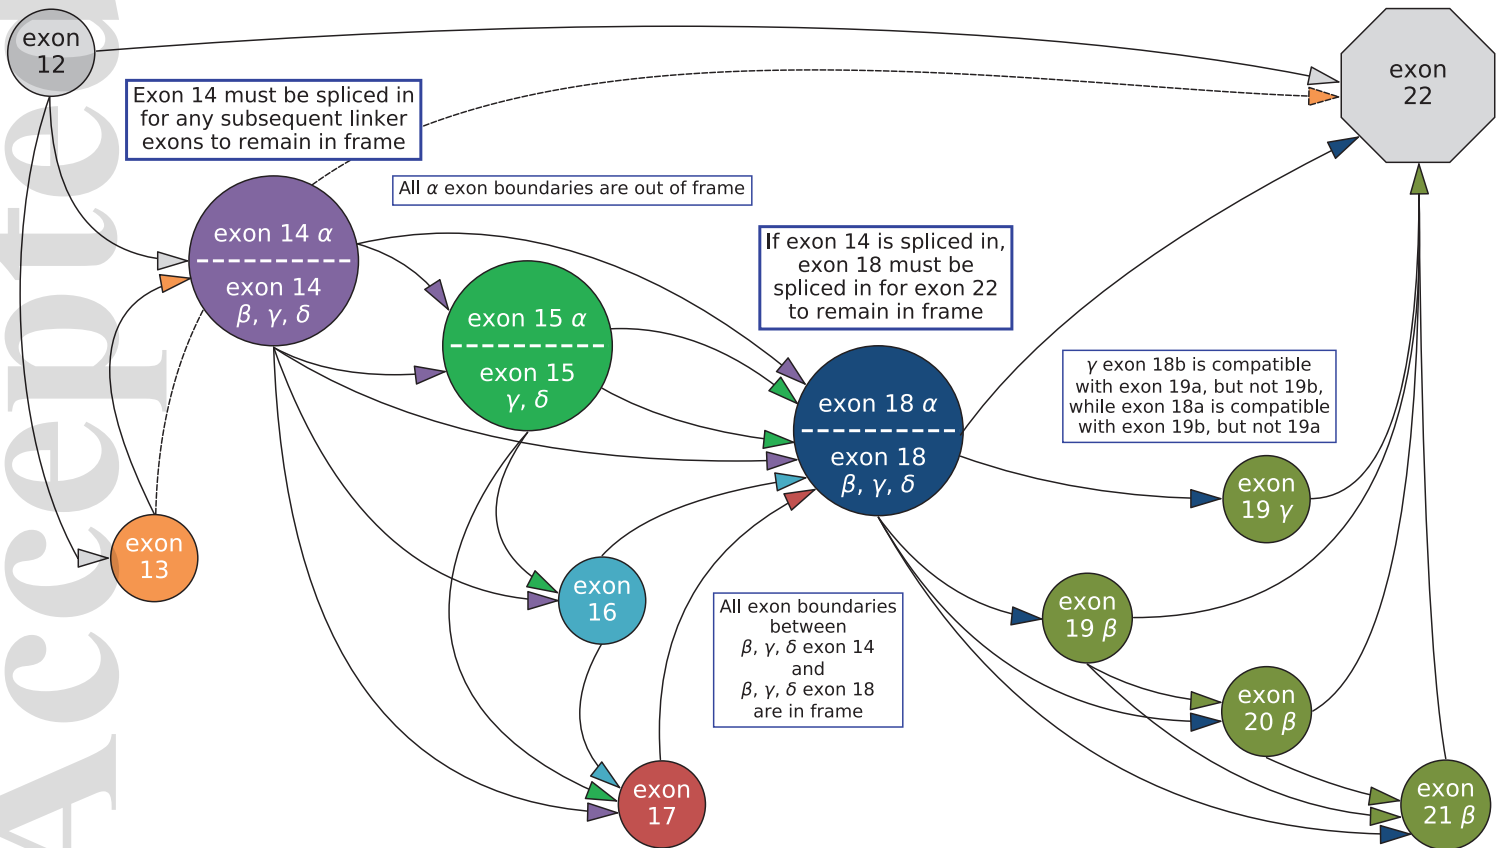 exon
12
exon
22
Exon 14 must be spliced in
for any subsequent linker
exons to remain in frame
All α exon boundaries are out of frame
exon 14 α
exon 14
β, γ, δ
If exon 14 is spliced in,
exon 18 must be
spliced in for exon 22
to remain in frame
exon 15 α
exon 15
γ, δ
exon 18 α
exon 18
β, γ, δ
γ exon 18b is compatible
with exon 19a, but not 19b,
while exon 18a is compatible
with exon 19b, but not 19a
exon
19 γ
exon
13
exon
16
All exon boundaries
between
β, γ, δ exon 14
and
β, γ, δ exon 18
are in frame
exon
19 β
exon
20 β
exon
17
exon
21 β
Accepted